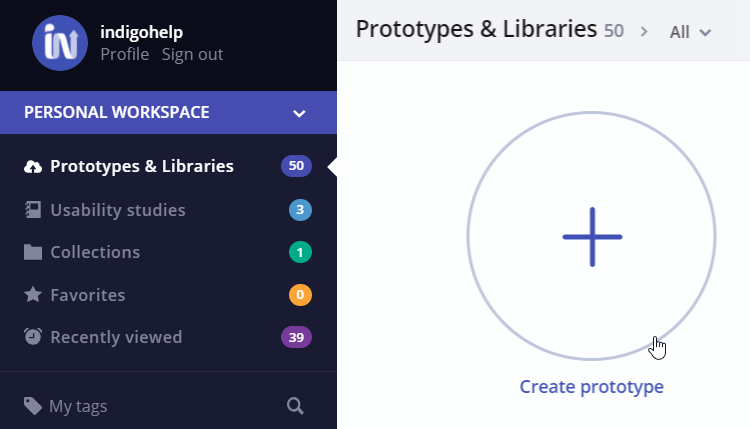 in
indigohelp
Profile Sign out
PERSONAL WORKSPACE
Prototypes & Libraries 50
Usability studies 3
Collections 1
Favorites 0
Recently viewed 39
My tags
Prototypes & Libraries 50 > All
Create prototype